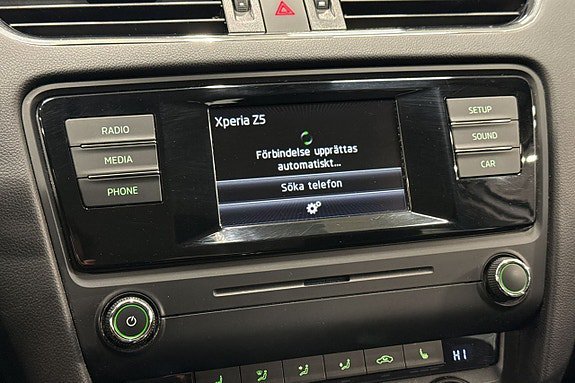 RADIO
MEDIA
PHONE
Xperia Z5
Förbindelse upprättas
automatiskt...
Söka telefon
SETUP
SOUND
CAR
HI